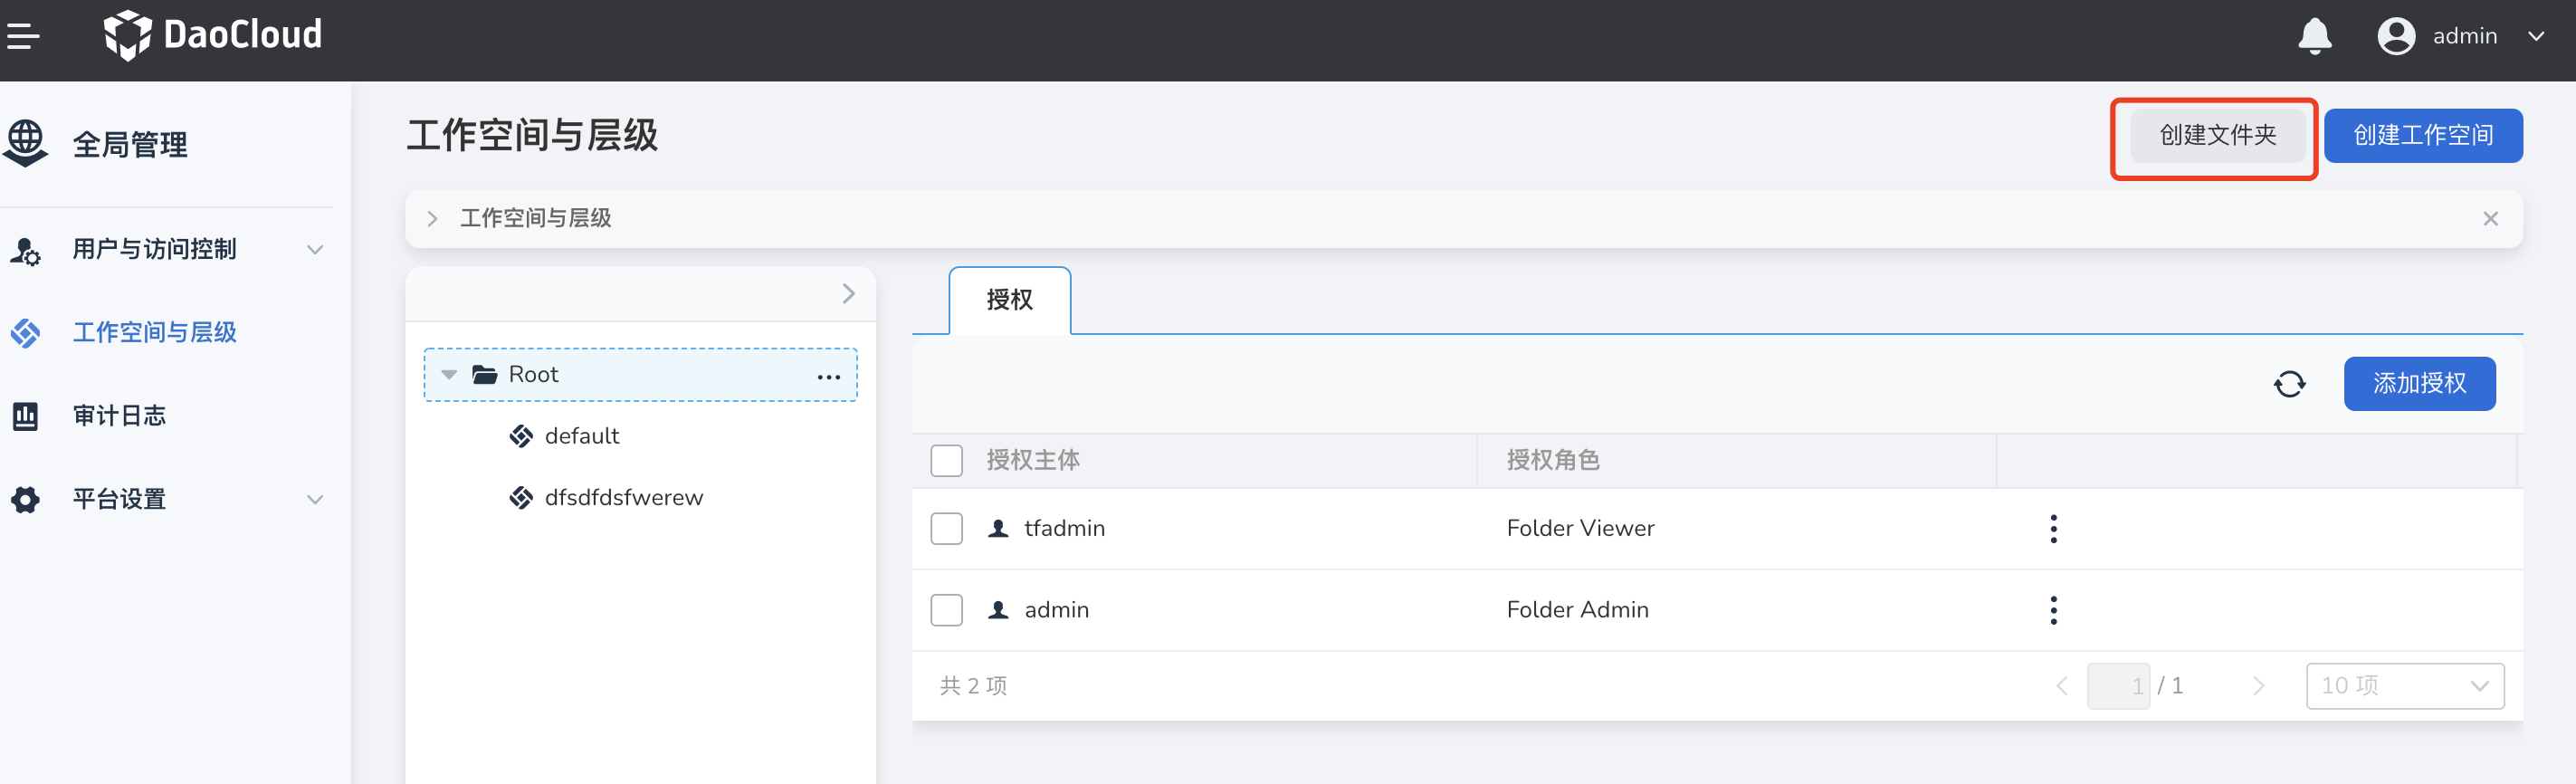 DaoCloud
admin
全局管理
用户与访问控制
工作空间与层级
审计日志
平台设置
工作空间与层级
创建文件夹
创建工作空间
工作空间与层级
Root
default
dfsdfdsfwerew
授权
添加授权
授权主体 授权角色
tfadmin Folder Viewer
admin Folder Admin
共 2 项
1 / 1
10 项